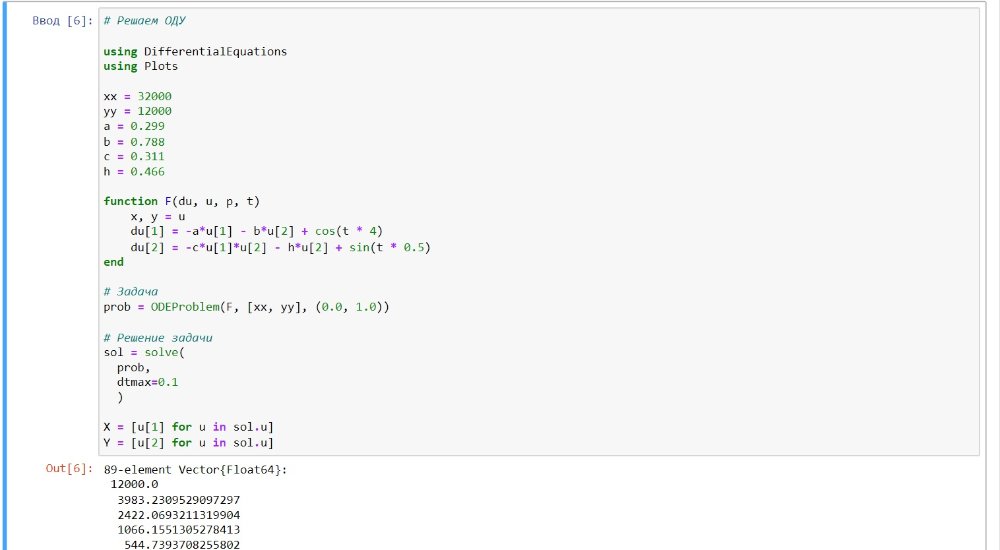 Ввод [6]:
# Решаем ОДУ
using DifferentialEquations
using Plots
xx = 32000
yy = 12000
a = 0.299
b = 0.788
c = 0.311
h = 0.466
function F(du, u, p, t)
    x, y = u
    du[1] = -a*u[1] - b*u[2] + cos(t * 4)
    du[2] = -c*u[1]*u[2] - h*u[2] + sin(t * 0.5)
end
# Задача
prob = ODEProblem(F, [xx, yy], (0.0, 1.0))
# Решение задачи
sol = solve(
  prob,
  dtmax=0.1
  )
X = [u[1] for u in sol.u]
Y = [u[2] for u in sol.u]
Out[6]:
89-element Vector{Float64}:
 12000.0
  3983.2309529097297
  2422.0693211319904
  1066.1551305278413
   544.7393708255802